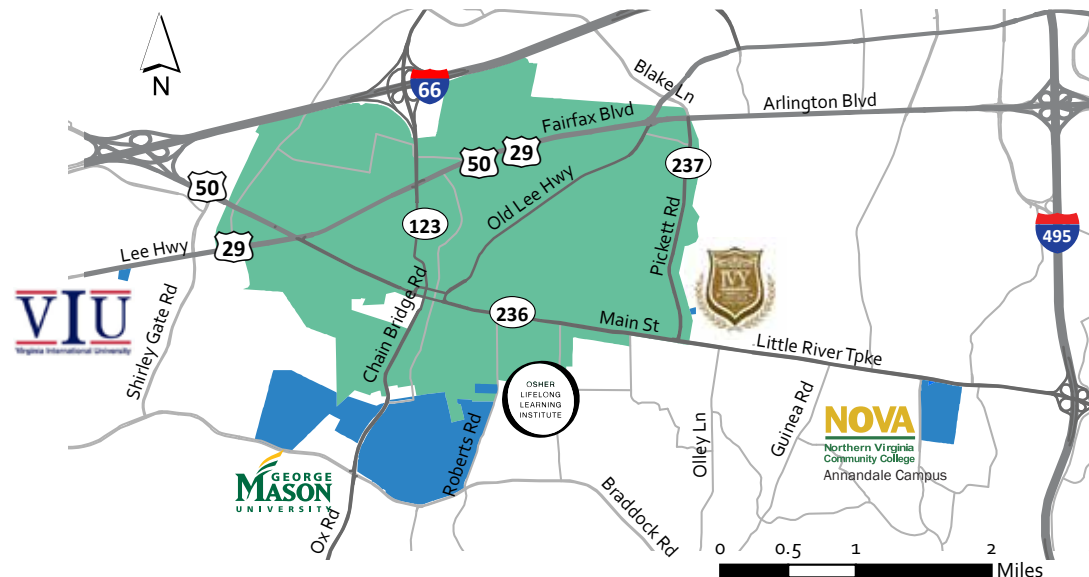 N
66
Blake Ln
Arlington Blvd
Fairfax Blvd
29
50
237
50
Old Lee Hwy
123
Pickett Rd
495
Lee Hwy
29
IVY
VIU
Virginia International University
Shirley Gate Rd
Chain Bridge Rd
236
Main St
Little River Tpke
OSHER
LIFELONG
LEARNING
INSTITUTE
NOVA
Northern Virginia
Community College
Annandale Campus
Guinea Rd
Olley Ln
Roberts Rd
GEORGE
MASON
UNIVERSITY
Ox Rd
Braddock Rd
0 0.5 1 2
Miles